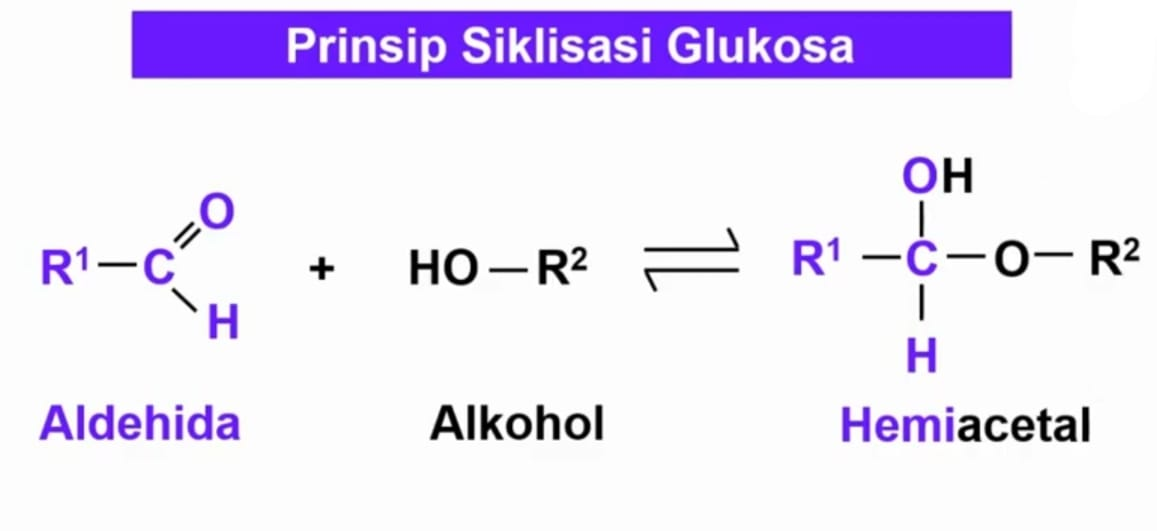 Prinsip Siklisasi Glukosa
R¹—C
O
H
+
HO—R²
⇌
OH
R¹—C—O—R²
H
Aldehida
Alkohol
Hemiacetal